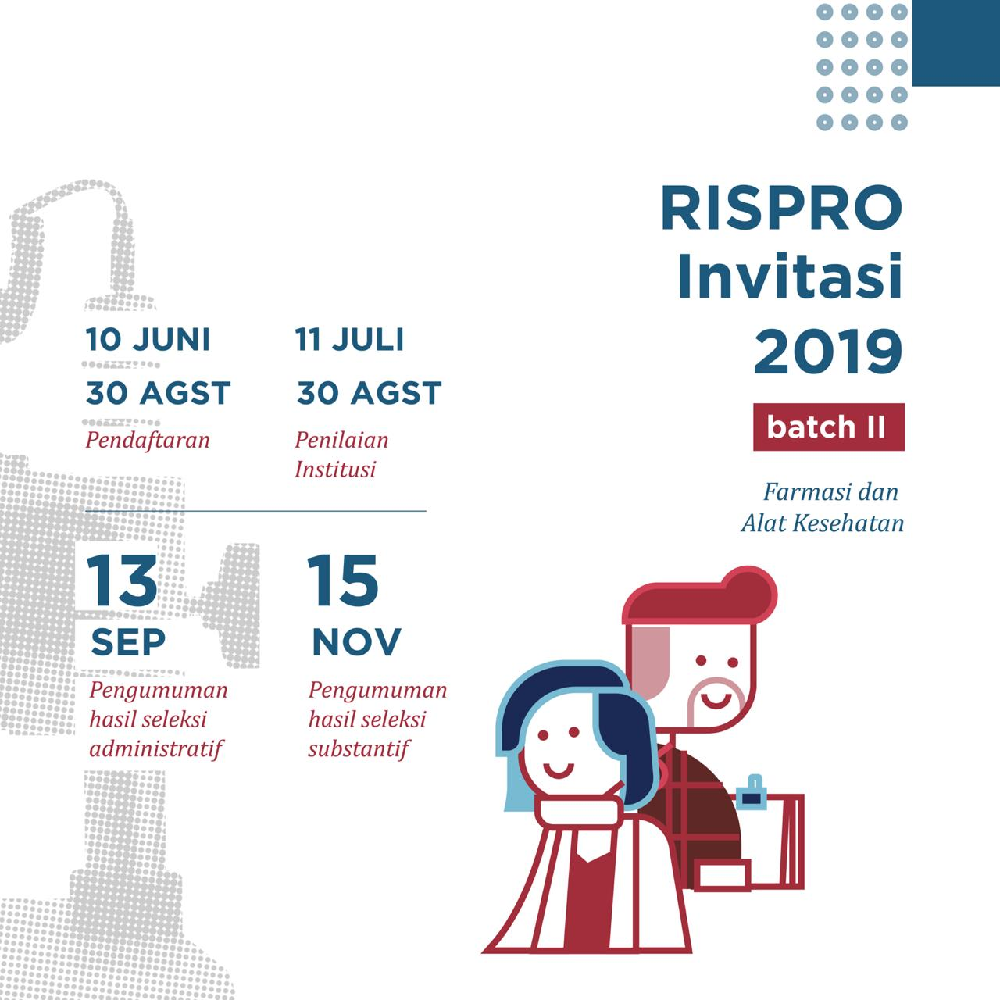 RISPRO
Invitasi
2019
batch II
Farmasi dan
Alat Kesehatan
10 JUNI
30 AGST
Pendaftaran
11 JULI
30 AGST
Penilaian
Institusi
13
SEP
Pengumuman
hasil seleksi
administratif
15
NOV
Pengumuman
hasil seleksi
substantif